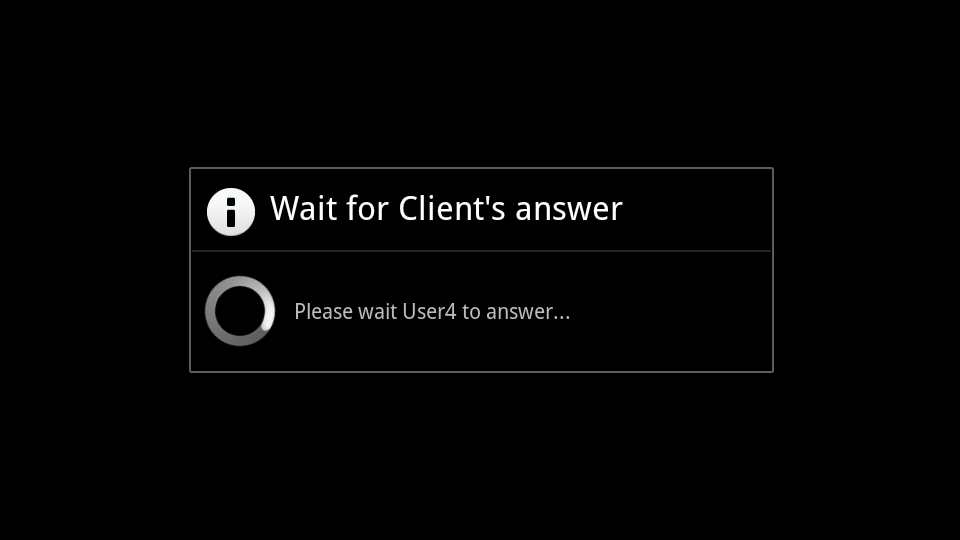 Wait for Client's answer
Please wait User4 to answer...